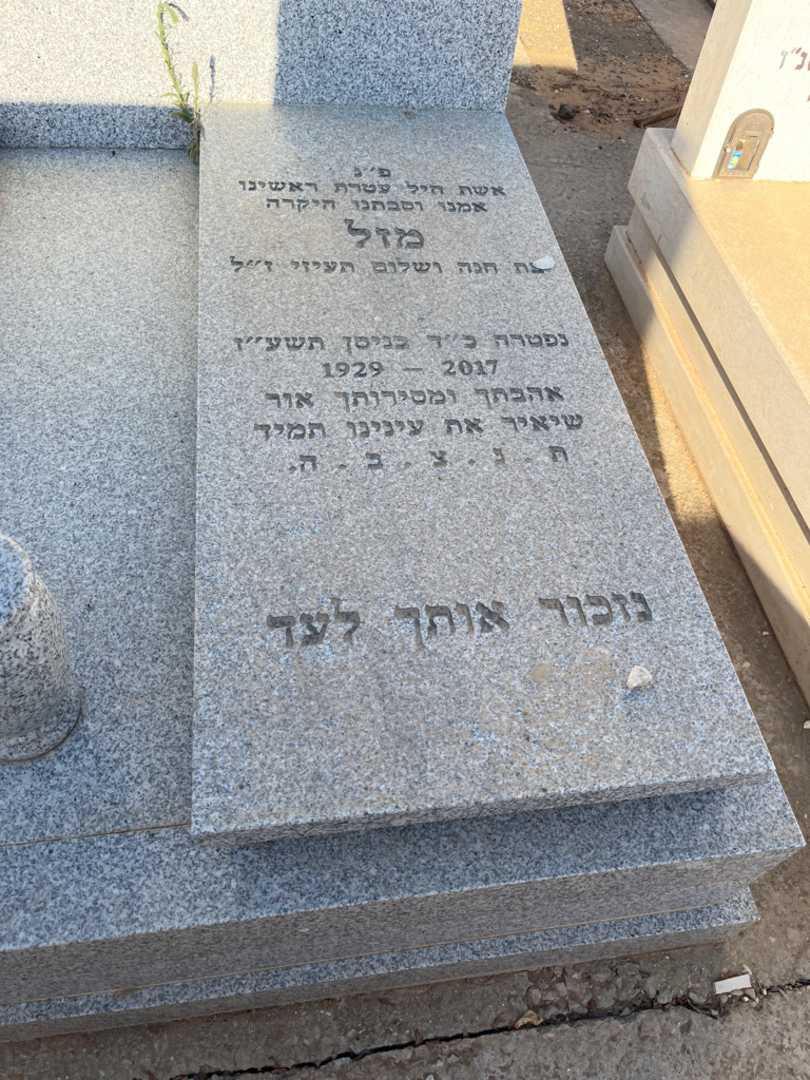 פ״נ
אשת חיל עטרת ראשינו
אמנו וסבתנו היקרה
מזל
בת חנה ושלום תעיזי ז״ל
נפטרה כ״ד בניסן תשע״ז
1929 – 2017
אהבתך ומסירותך אור
שיאיר את עינינו תמיד
ת . נ . צ . ב . ה.
נזכור אותך לעד